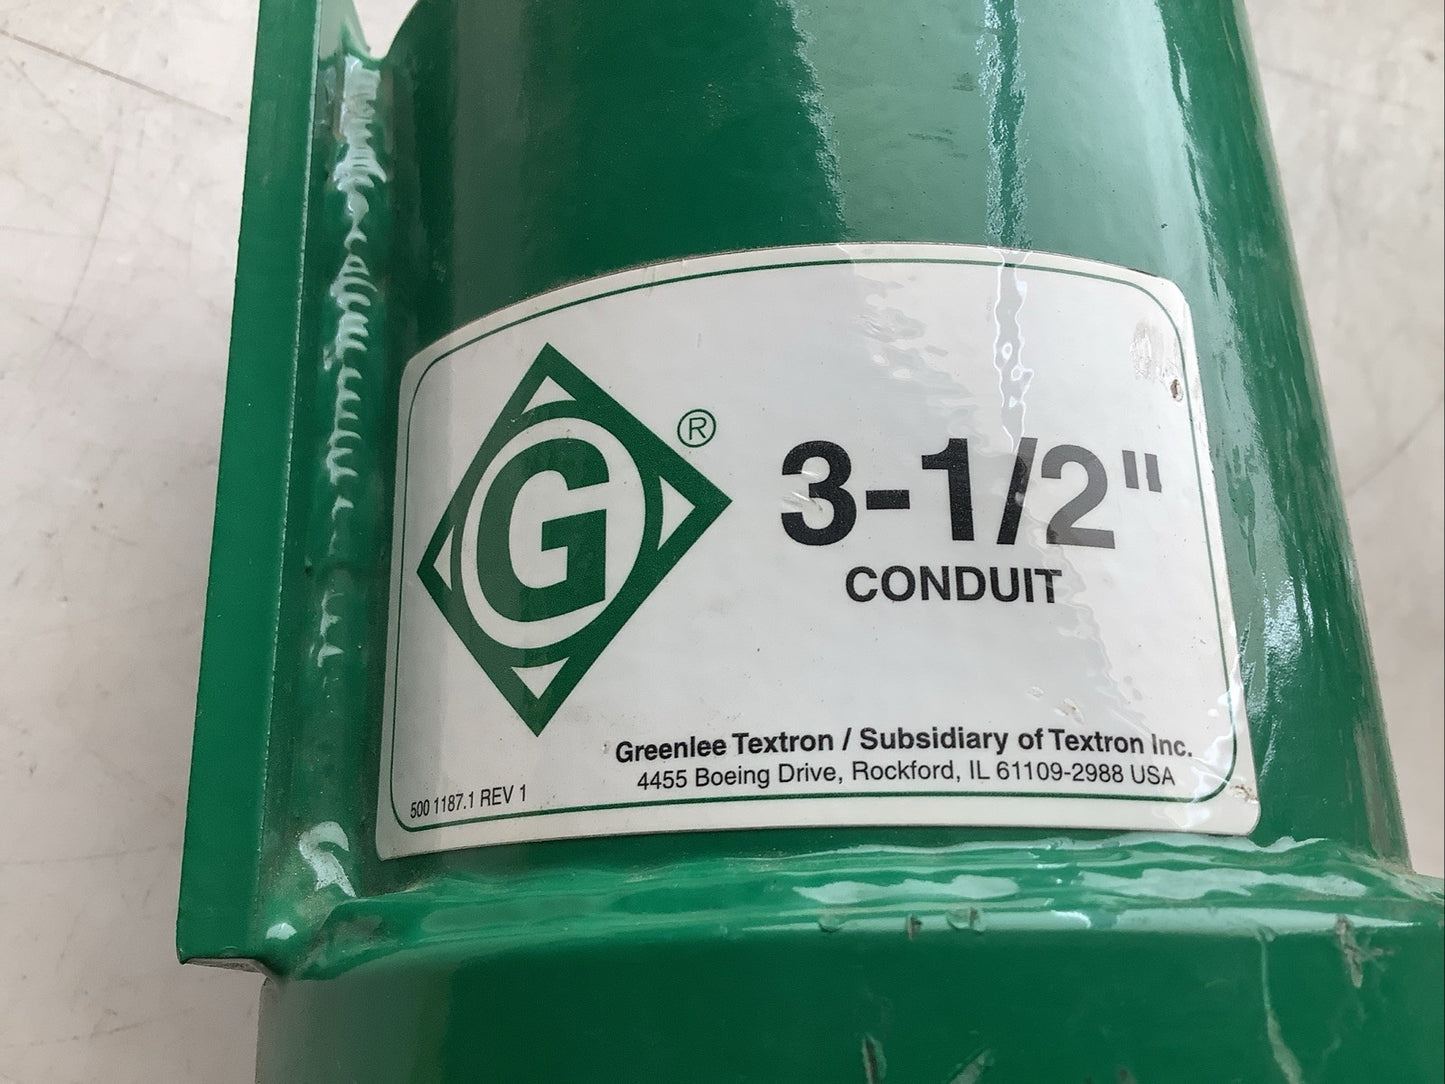 G ®
3-1/2"
CONDUIT
Greenlee Textron / Subsidiary of Textron Inc.
4455 Boeing Drive, Rockford, IL 61109-2988 USA
500 1187.1 REV 1